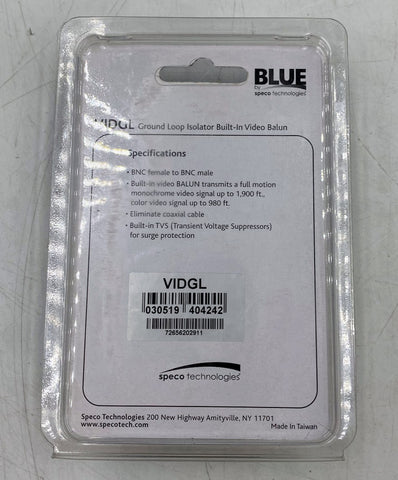 BLUE
by
speco technologies
VIDGL Ground Loop Isolator Built-In Video Balun
Specifications
• BNC female to BNC male
• Built-in video BALUN transmits a full motion
monochrome video signal up to 1,900 ft.,
color video signal up to 980 ft.
• Eliminate coaxial cable
• Built-in TVS (Transient Voltage Suppressors)
for surge protection
VIDGL
030519 404242
72656202911
speco technologies
Speco Technologies 200 New Highway Amityville, NY 11701
www.specotech.com
Made In Taiwan